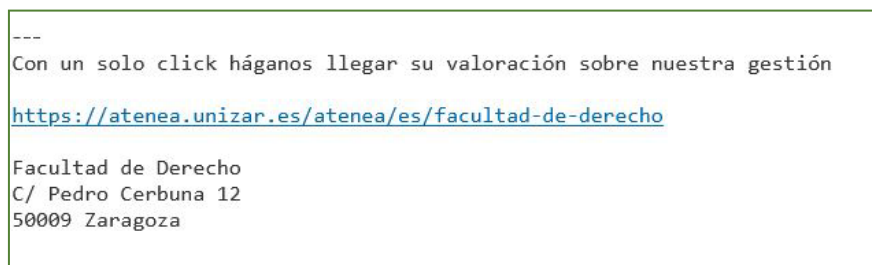 ---
Con un solo click háganos llegar su valoración sobre nuestra gestión
https://atenea.unizar.es/atenea/es/facultad-de-derecho
Facultad de Derecho
C/ Pedro Cerbuna 12
50009 Zaragoza